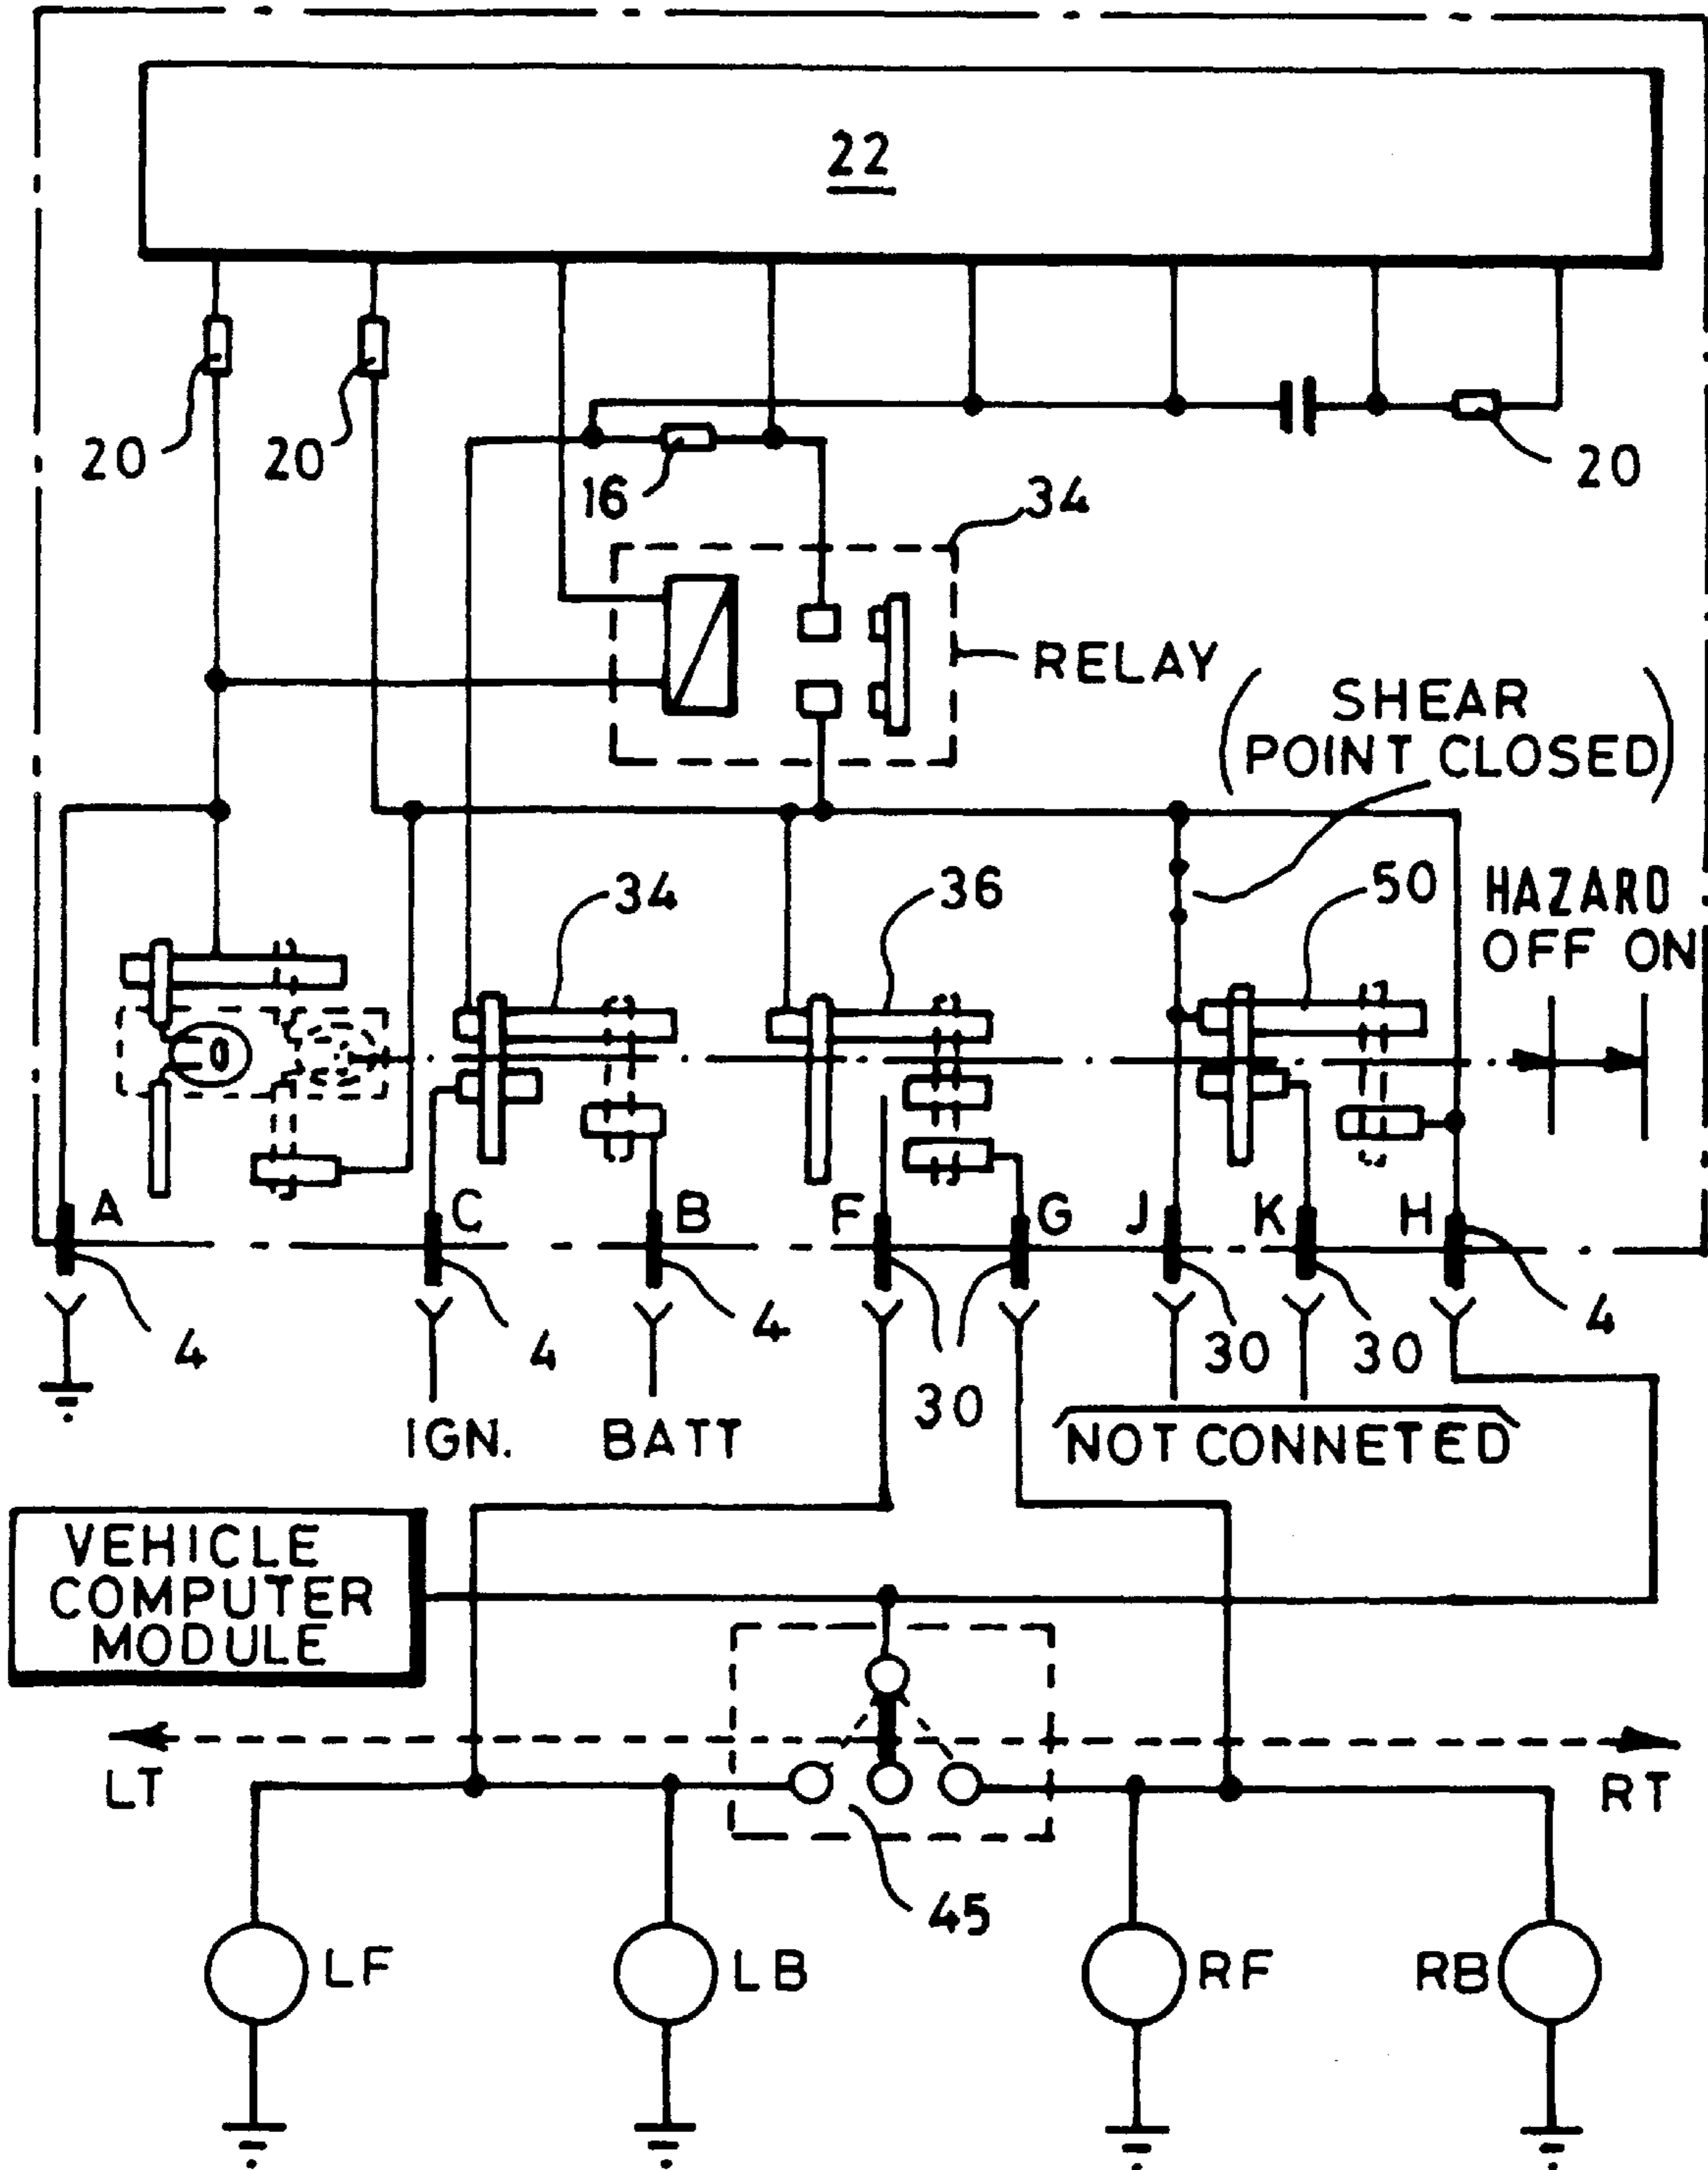 22
20
20
16
20
34
RELAY
(SHEAR
POINT CLOSED)
34
36
50
HAZARD
OFF ON
A
C
B
F
G
J
K
H
4
4
4
30
30
30
4
IGN.
BATT
NOT CONNETED
VEHICLE
COMPUTER
MODULE
LT
RT
45
LF
LB
RF
RB